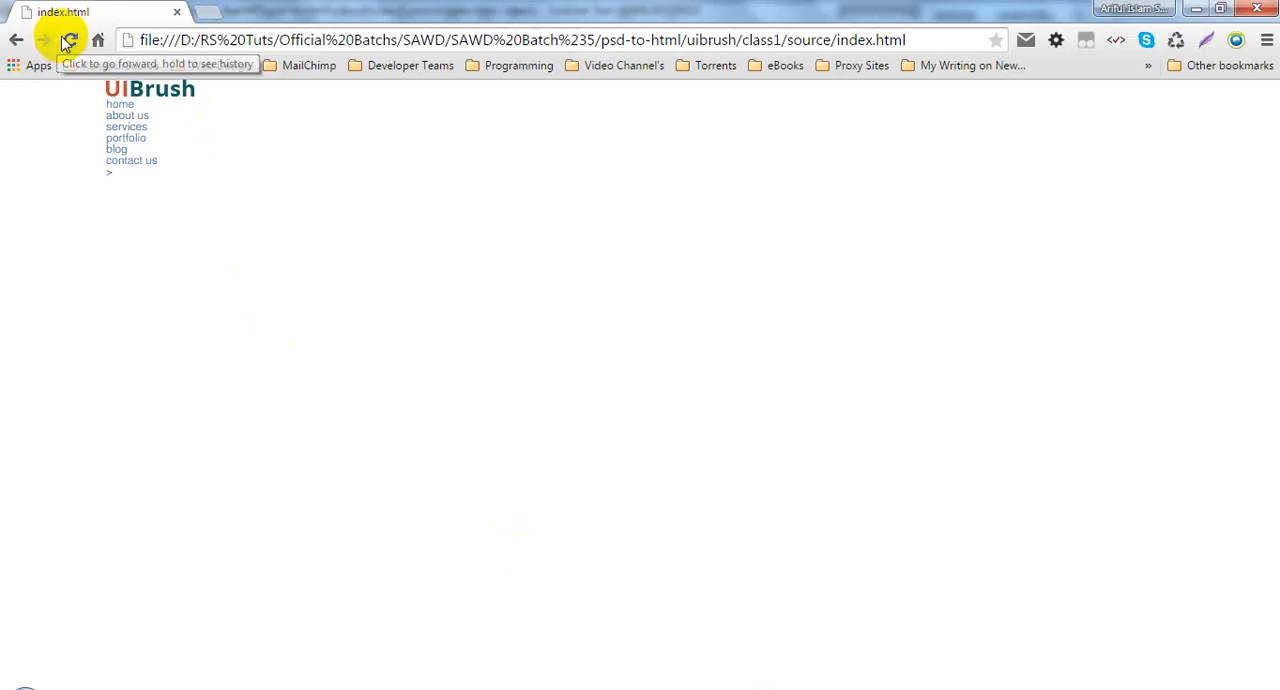 index.html
Ariful Islam S...
file:///D:/RS%20Tuts/Official%20Batchs/SAWD/SAWD%20Batch%235/psd-to-html/uibrush/class1/source/index.html
Apps
Click to go forward, hold to see history
MailChimp
Developer Teams
Programming
Video Channel's
Torrents
eBooks
Proxy Sites
My Writing on New...
»
Other bookmarks
UIBrush
home
about us
services
portfolio
blog
contact us
>